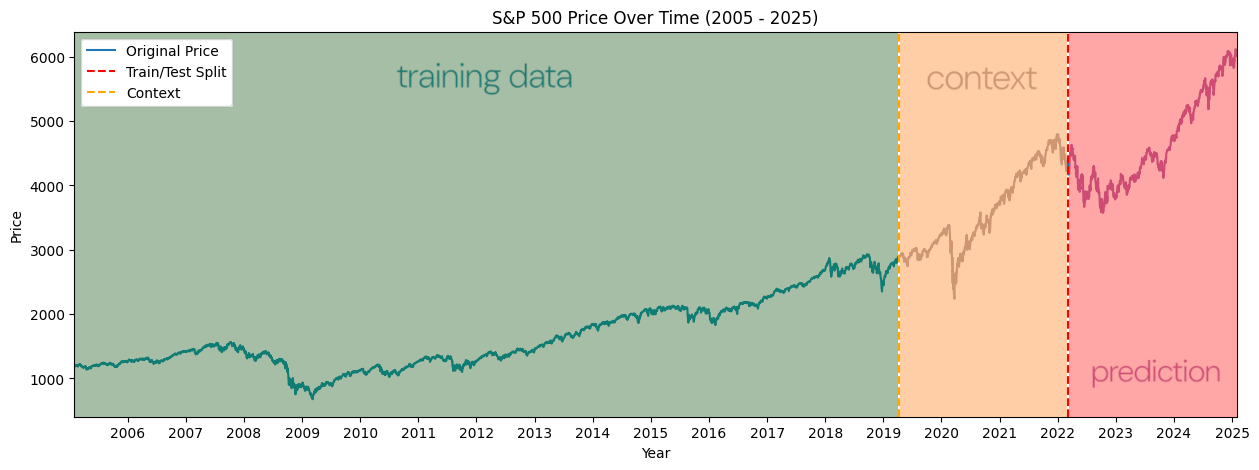 S&P 500 Price Over Time (2005 - 2025)
Original Price
Train/Test Split
Context
training data
context
prediction
Price
6000
5000
4000
3000
2000
1000
2006 2007 2008 2009 2010 2011 2012 2013 2014 2015 2016 2017 2018 2019 2020 2021 2022 2023 2024 2025
Year